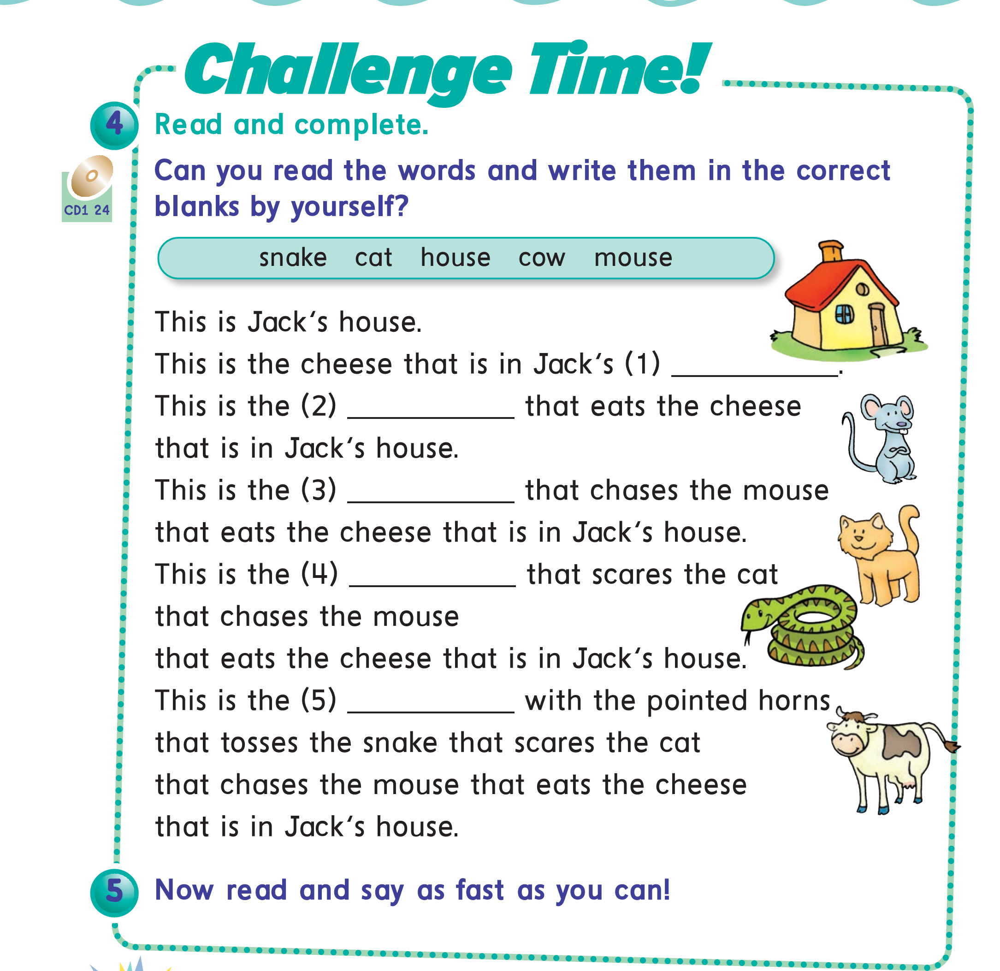 Challenge Time!
4 Read and complete.
CD1 24
Can you read the words and write them in the correct
blanks by yourself?
snake cat house cow mouse
This is Jack‘s house.
This is the cheese that is in Jack‘s (1) ____________.
This is the (2) ____________ that eats the cheese
that is in Jack‘s house.
This is the (3) ____________ that chases the mouse
that eats the cheese that is in Jack‘s house.
This is the (4) ____________ that scares the cat
that chases the mouse
that eats the cheese that is in Jack‘s house.
This is the (5) ____________ with the pointed horns
that tosses the snake that scares the cat
that chases the mouse that eats the cheese
that is in Jack‘s house.
5 Now read and say as fast as you can!